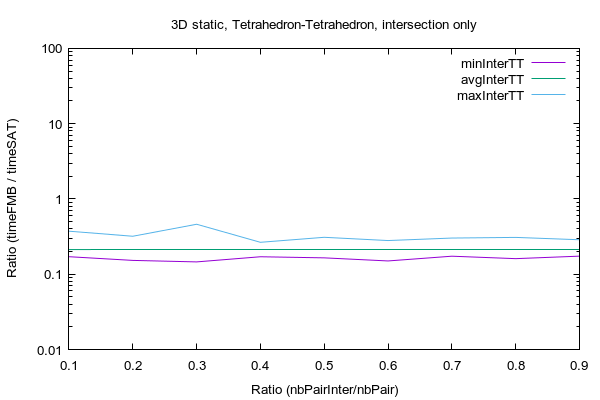 3D static, Tetrahedron-Tetrahedron, intersection only
100
10
1
0.1
0.01
Ratio (timeFMB / timeSAT)
minInterTT
avgInterTT
maxInterTT
0.1 0.2 0.3 0.4 0.5 0.6 0.7 0.8 0.9
Ratio (nbPairInter/nbPair)